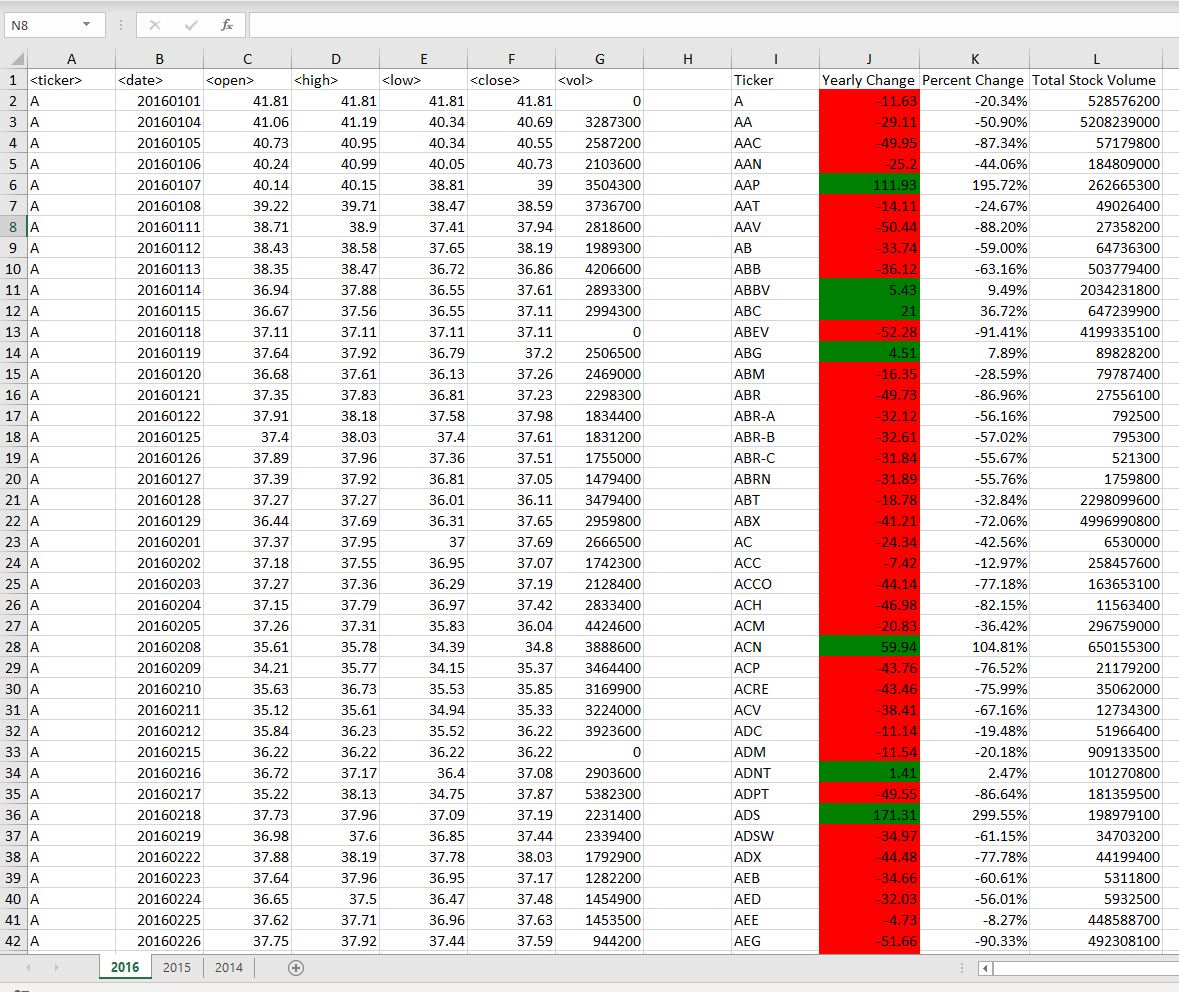 N8 fx
A B C D E F G H I J K L
1 <ticker> <date> <open> <high> <low> <close> <vol> Ticker Yearly Change Percent Change Total Stock Volume
2 A 20160101 41.81 41.81 41.81 41.81 0 A -11.63 -20.34% 528576200
3 A 20160104 41.06 41.19 40.34 40.69 3287300 AA -29.11 -50.90% 5208239000
4 A 20160105 40.73 40.95 40.34 40.55 2587200 AAC -49.95 -87.34% 57179800
5 A 20160106 40.24 40.99 40.05 40.73 2103600 AAN -25.2 -44.06% 184809000
6 A 20160107 40.14 40.15 38.81 39 3504300 AAP 111.93 195.72% 262665300
7 A 20160108 39.22 39.71 38.47 38.59 3736700 AAT -14.11 -24.67% 49026400
8 A 20160111 38.71 38.9 37.41 37.94 2818600 AAV -50.44 -88.20% 27358200
9 A 20160112 38.43 38.58 37.65 38.19 1989300 AB -33.74 -59.00% 64736300
10 A 20160113 38.35 38.47 36.72 36.86 4206600 ABB -36.12 -63.16% 503779400
11 A 20160114 36.94 37.88 36.55 37.61 2893300 ABBV 5.43 9.49% 2034231800
12 A 20160115 36.67 37.56 36.55 37.11 2994300 ABC 21 36.72% 647239900
13 A 20160118 37.11 37.11 37.11 37.11 0 ABEV -52.28 -91.41% 4199335100
14 A 20160119 37.64 37.92 36.79 37.2 2506500 ABG 4.51 7.89% 89828200
15 A 20160120 36.68 37.61 36.13 37.26 2469000 ABM -16.35 -28.59% 79787400
16 A 20160121 37.35 37.83 36.81 37.23 2298300 ABR -49.73 -86.96% 27556100
17 A 20160122 37.91 38.18 37.58 37.98 1834400 ABR-A -32.12 -56.16% 792500
18 A 20160125 37.4 38.03 37.4 37.61 1831200 ABR-B -32.61 -57.02% 795300
19 A 20160126 37.89 37.96 37.36 37.51 1755000 ABR-C -31.84 -55.67% 521300
20 A 20160127 37.39 37.92 36.81 37.05 1479400 ABRN -31.89 -55.76% 1759800
21 A 20160128 37.27 37.27 36.01 36.11 3479400 ABT -18.78 -32.84% 2298099600
22 A 20160129 36.44 37.69 36.31 37.65 2959800 ABX -41.21 -72.06% 4996990800
23 A 20160201 37.37 37.95 37 37.69 2666500 AC -24.34 -42.56% 6530000
24 A 20160202 37.18 37.55 36.95 37.07 1742300 ACC -7.42 -12.97% 258457600
25 A 20160203 37.27 37.36 36.29 37.19 2128400 ACCO -44.14 -77.18% 163653100
26 A 20160204 37.15 37.79 36.97 37.42 2833400 ACH -46.98 -82.15% 11563400
27 A 20160205 37.26 37.31 35.83 36.04 4424600 ACM -20.83 -36.42% 296759000
28 A 20160208 35.61 35.78 34.39 34.8 3888600 ACN 59.94 104.81% 650155300
29 A 20160209 34.21 35.77 34.15 35.37 3464400 ACP -43.76 -76.52% 21179200
30 A 20160210 35.63 36.73 35.53 35.85 3169900 ACRE -43.46 -75.99% 35062000
31 A 20160211 35.12 35.61 34.94 35.33 3224000 ACV -38.41 -67.16% 12734300
32 A 20160212 35.84 36.23 35.52 36.22 3923600 ADC -11.14 -19.48% 51966400
33 A 20160215 36.22 36.22 36.22 36.22 0 ADM -11.54 -20.18% 909133500
34 A 20160216 36.72 37.17 36.4 37.08 2903600 ADNT 1.41 2.47% 101270800
35 A 20160217 35.22 38.13 34.75 37.87 5382300 ADPT -49.55 -86.64% 181359500
36 A 20160218 37.73 37.96 37.09 37.19 2231400 ADS 171.31 299.55% 198979100
37 A 20160219 36.98 37.6 36.85 37.44 2339400 ADSW -34.97 -61.15% 34703200
38 A 20160222 37.88 38.19 37.78 38.03 1792900 ADX -44.48 -77.78% 44199400
39 A 20160223 37.64 37.96 36.95 37.17 1282200 AEB -34.66 -60.61% 5311800
40 A 20160224 36.65 37.5 36.47 37.48 1454900 AED -32.03 -56.01% 5932500
41 A 20160225 37.62 37.71 36.96 37.63 1453500 AEE -4.73 -8.27% 448588700
42 A 20160226 37.75 37.92 37.44 37.59 944200 AEG -51.66 -90.33% 492308100
2016 2015 2014